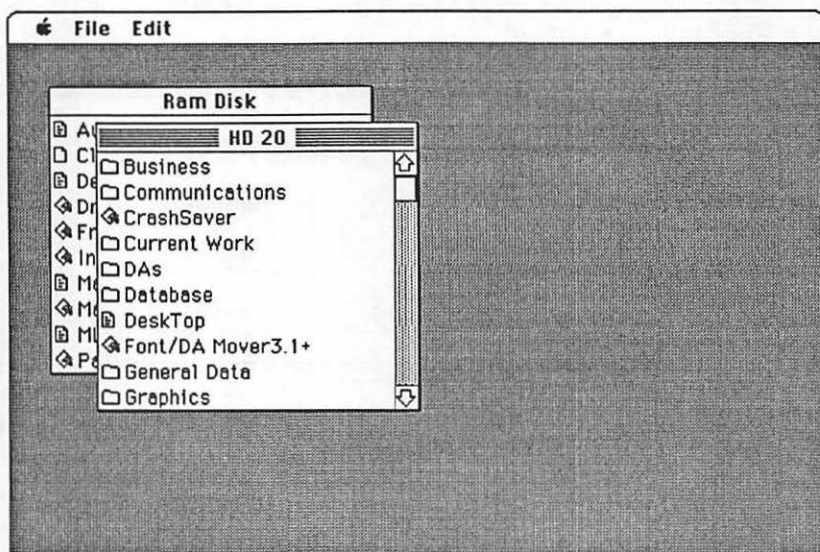 File Edit
Ram Disk
HD 20
Business
Communications
CrashSaver
Current Work
DAs
Database
DeskTop
Font/DA Mover3.1+
General Data
Graphics